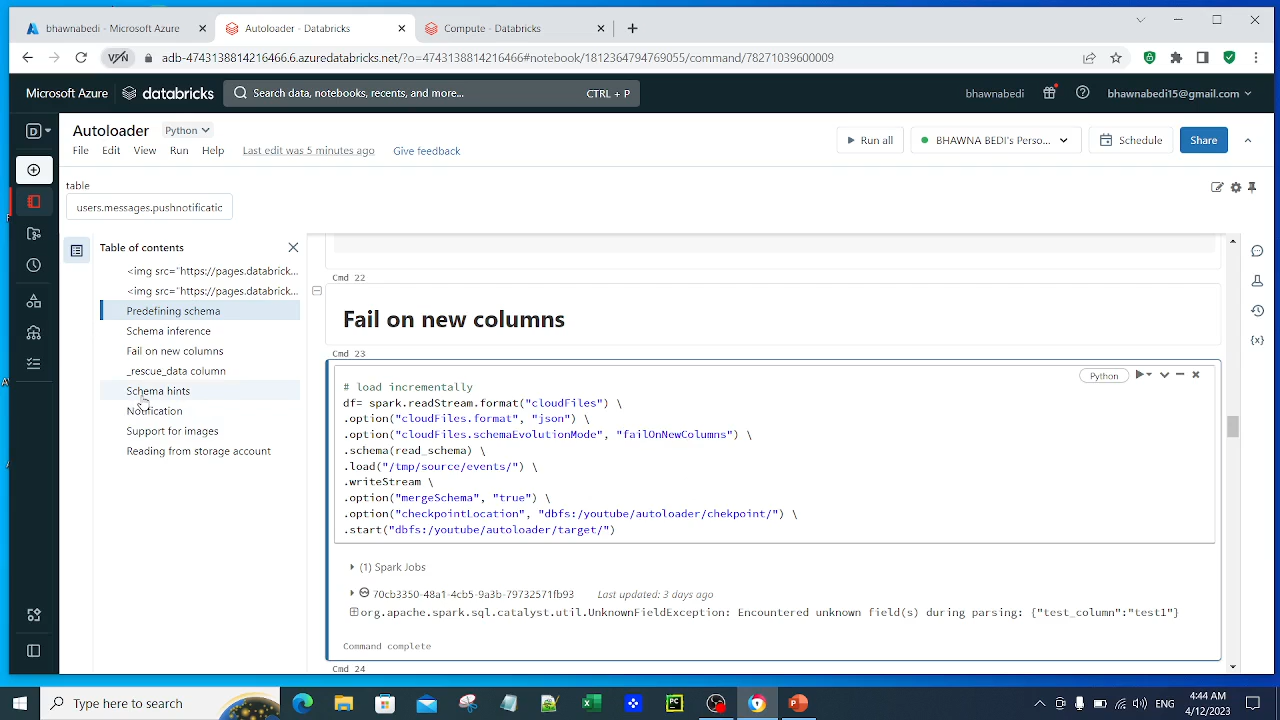 bhawnabedi - Microsoft Azure
Autoloader - Databricks
Compute - Databricks
adb-4743138814216466.6.azuredatabricks.net/?o=4743138814216466#notebook/1812364794769055/command/78271039600009
Microsoft Azure
databricks
Search data, notebooks, recents, and more...
CTRL + P
bhawnabedi
bhawnabedi15@gmail.com
D
Autoloader
Python
File
Edit
View
Run
Help
Last edit was 5 minutes ago
Give feedback
Run all
BHAWNA BEDI's Perso...
Schedule
Share
table
users.messages.pushnotificatic
Table of contents
<img src="https://pages.databrick...
<img src="https://pages.databrick...
Predefining schema
Schema inference
Fail on new columns
_rescue_data column
Schema hints
Notification
Support for images
Reading from storage account
Cmd 22
Fail on new columns
Cmd 23
Python
# load incrementally
df= spark.readStream.format("cloudFiles") \
.option("cloudFiles.format", "json") \
.option("cloudFiles.schemaEvolutionMode", "failOnNewColumns") \
.schema(read_schema) \
.load("/tmp/source/events/") \
.writeStream \
.option("mergeSchema", "true") \
.option("checkpointLocation", "dbfs:/youtube/autoloader/chekpoint/") \
.start("dbfs:/youtube/autoloader/target/")
(1) Spark Jobs
70cb3350-48a1-4cb5-9a3b-79732571fb93 Last updated: 3 days ago
org.apache.spark.sql.catalyst.util.UnknownFieldException: Encountered unknown field(s) during parsing: {"test_column":"test1"}
Command complete
Cmd 24
Type here to search
ENG
4:44 AM
4/12/2023